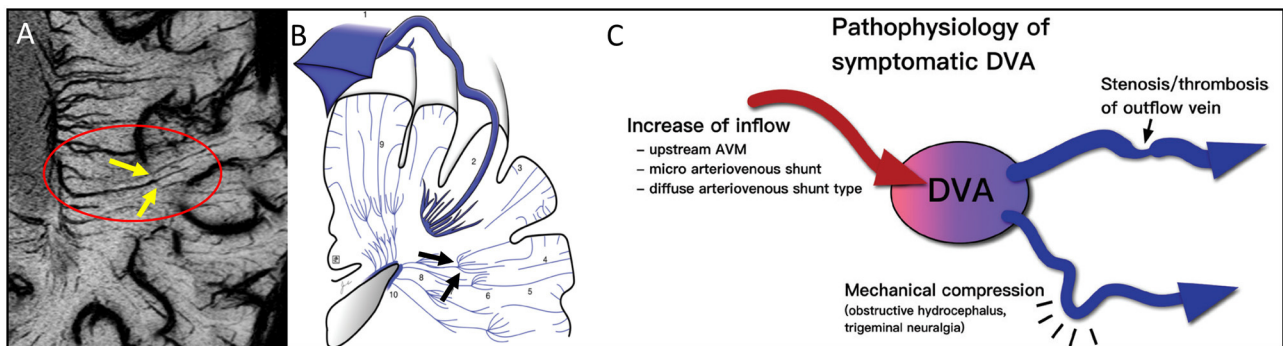 A
B
1
9
2
3
4
8
5
6
10
C
Pathophysiology of
symptomatic DVA
Increase of inflow
– upstream AVM
– micro arteriovenous shunt
– diffuse arteriovenous shunt type
DVA
Stenosis/thrombosis
of outflow vein
Mechanical compression
(obstructive hydrocephalus,
trigeminal neuralgia)